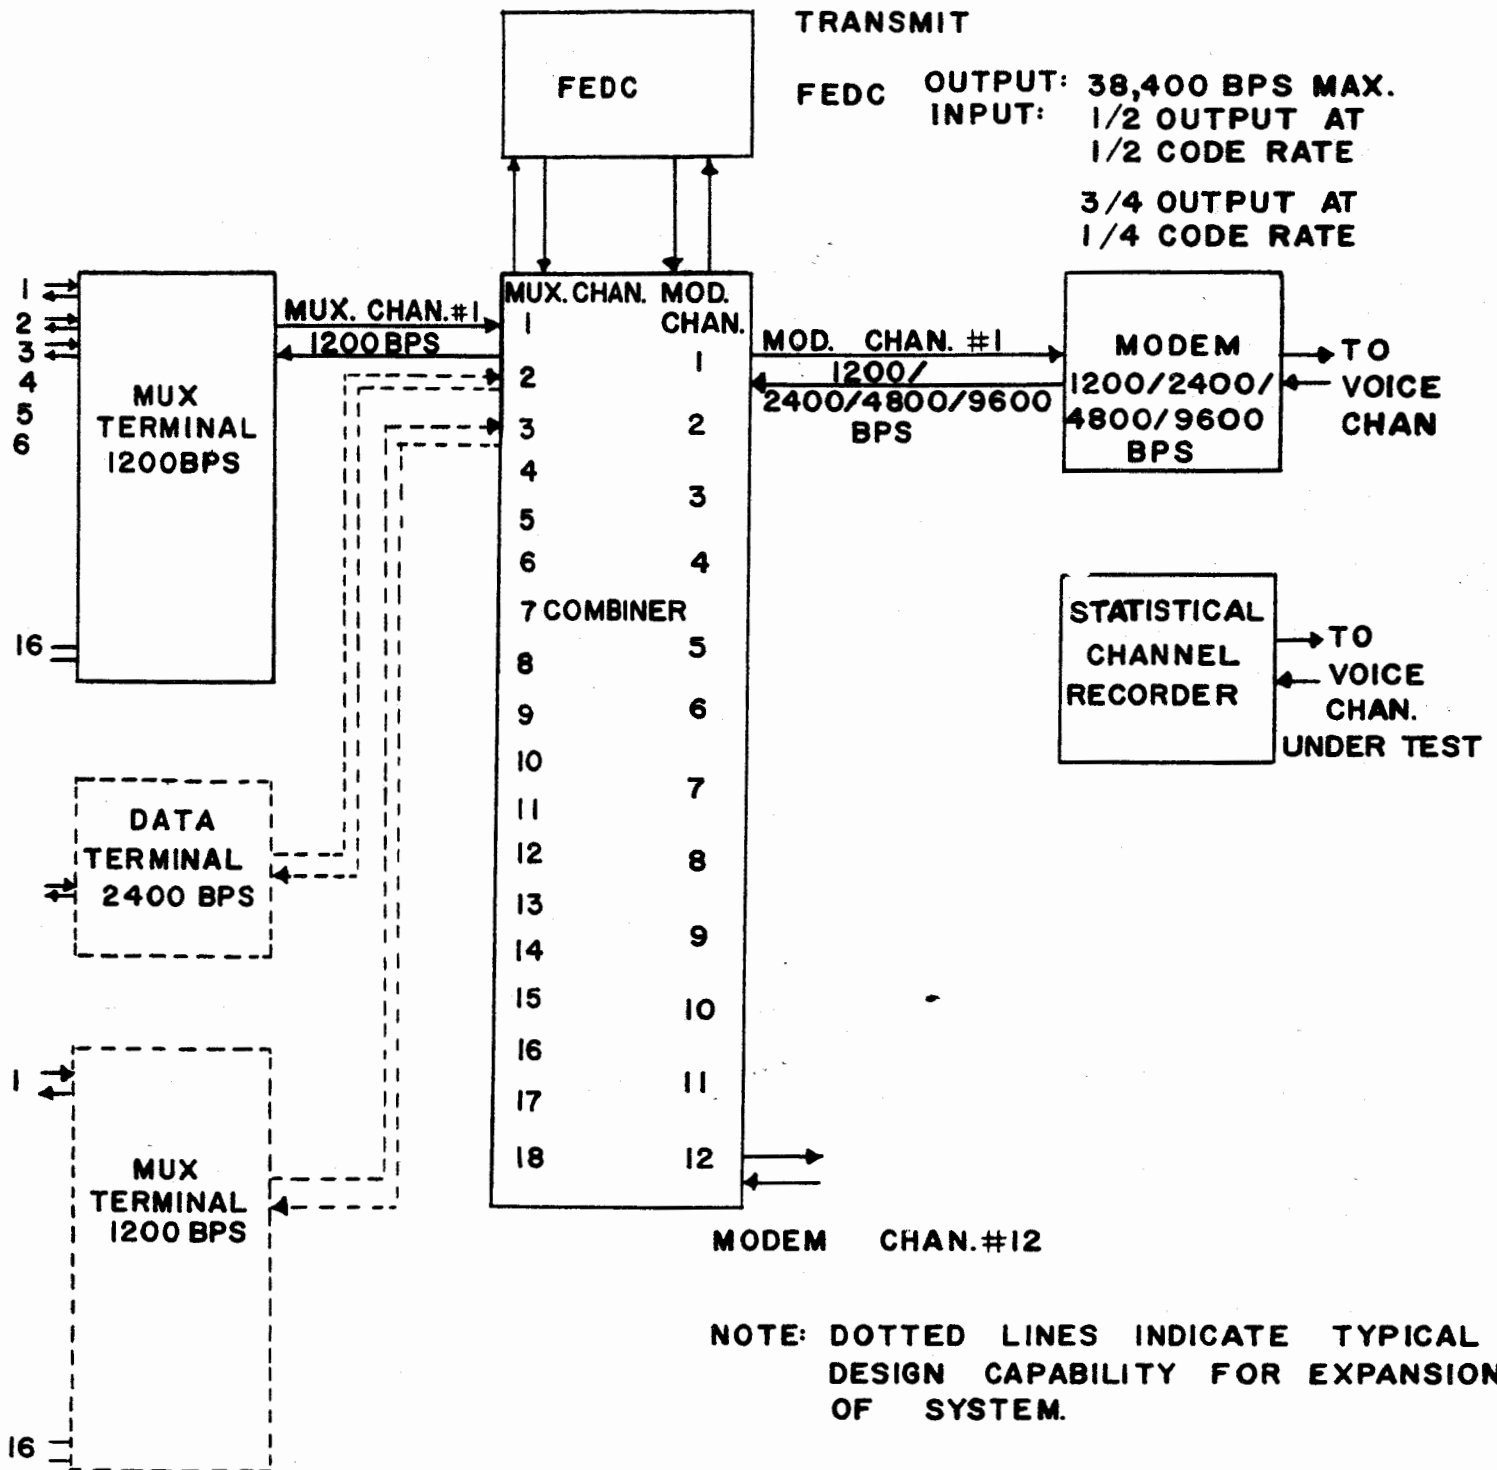 FEDC
TRANSMIT
FEDC
OUTPUT: 38,400 BPS MAX.
INPUT: 1/2 OUTPUT AT
1/2 CODE RATE
3/4 OUTPUT AT
1/4 CODE RATE
1
2
3
4
5
6
16
MUX
TERMINAL
1200BPS
MUX. CHAN.#1
1200BPS
MUX. CHAN.
1
2
3
4
5
6
7 COMBINER
8
9
10
11
12
13
14
15
16
17
18
MOD.
CHAN.
1
2
3
4
5
6
7
8
9
10
11
12
MOD. CHAN. #1
1200/
2400/4800/9600
BPS
MODEM
1200/2400/
4800/9600
BPS
TO
VOICE
CHAN
STATISTICAL
CHANNEL
RECORDER
TO
VOICE
CHAN.
UNDER TEST
DATA
TERMINAL
2400 BPS
1
MUX
TERMINAL
1200 BPS
16
MODEM CHAN.#12
NOTE: DOTTED LINES INDICATE TYPICAL
DESIGN CAPABILITY FOR EXPANSION
OF SYSTEM.